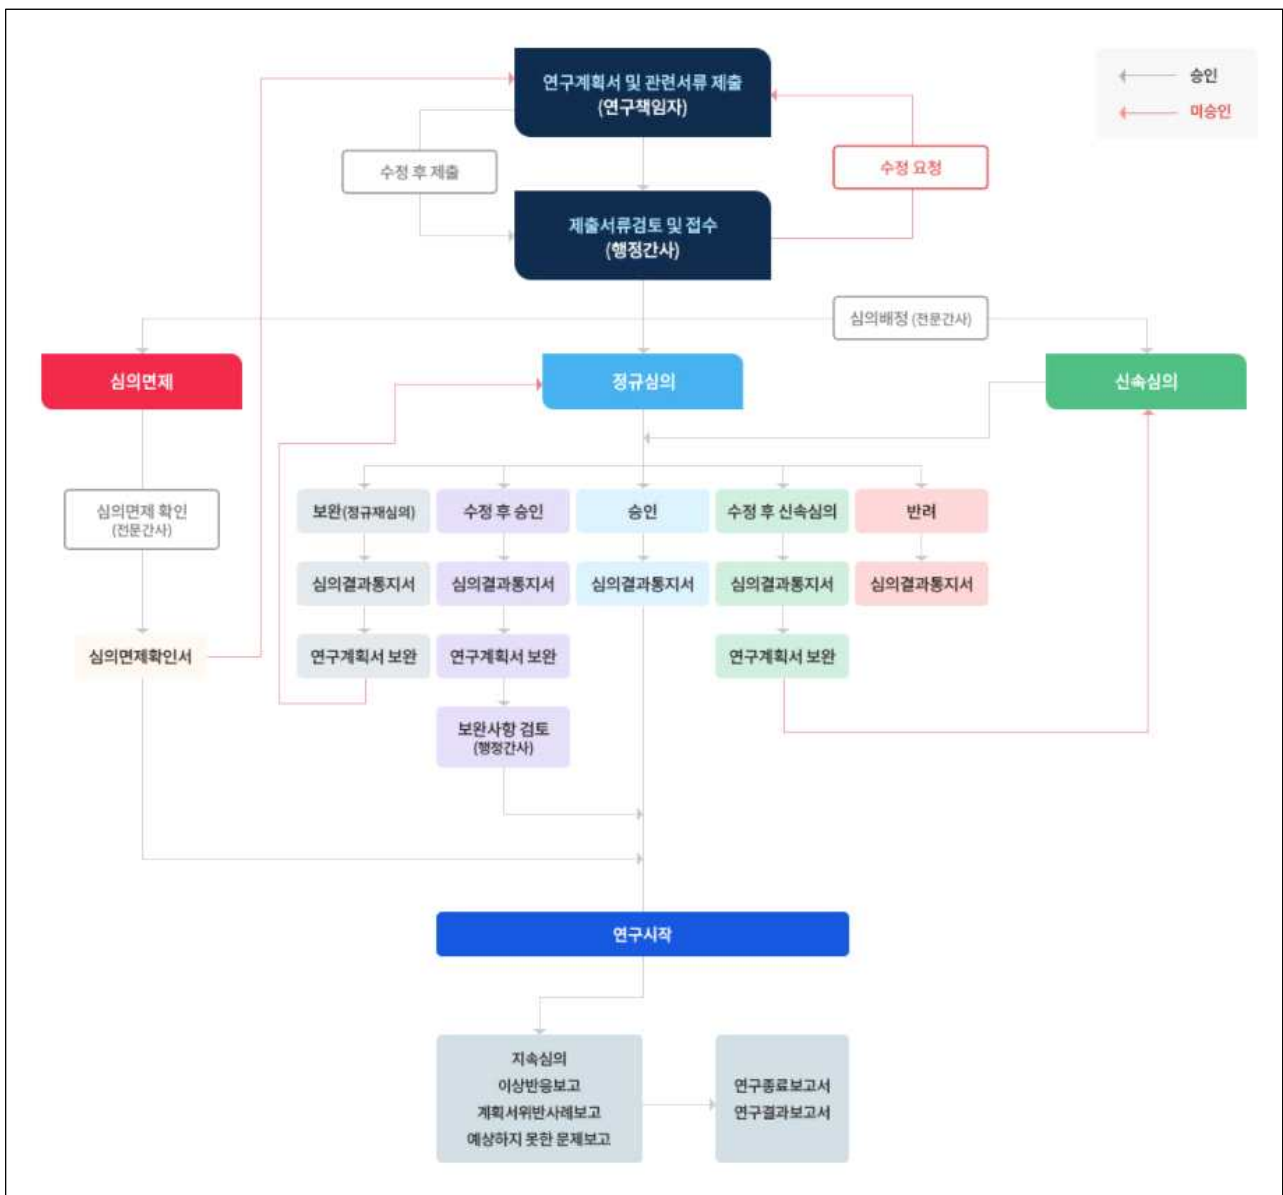 연구계획서 및 관련서류 제출
(연구책임자)
승인
미승인
수정 후 제출
수정 요청
제출서류검토 및 접수
(행정간사)
심의배정 (전문간사)
심의면제
정규심의
신속심의
심의면제 확인
(전문간사)
보완(정규재심의)
수정 후 승인
승인
수정 후 신속심의
반려
심의결과통지서
심의결과통지서
심의결과통지서
심의결과통지서
심의결과통지서
심의면제확인서
연구계획서 보완
연구계획서 보완
연구계획서 보완
보완사항 검토
(행정간사)
연구시작
지속심의
이상반응보고
계획서위반사례보고
예상하지 못한 문제보고
연구종료보고서
연구결과보고서